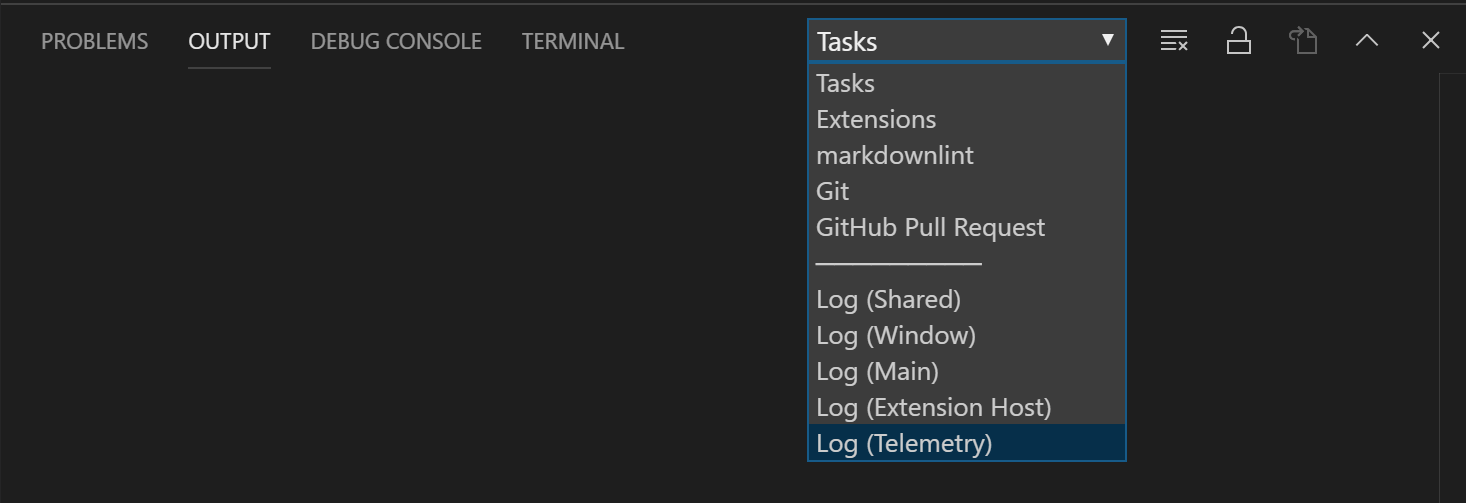 PROBLEMS OUTPUT DEBUG CONSOLE TERMINAL Tasks
Tasks
Extensions
markdownlint
Git
GitHub Pull Request
Log (Shared)
Log (Window)
Log (Main)
Log (Extension Host)
Log (Telemetry)